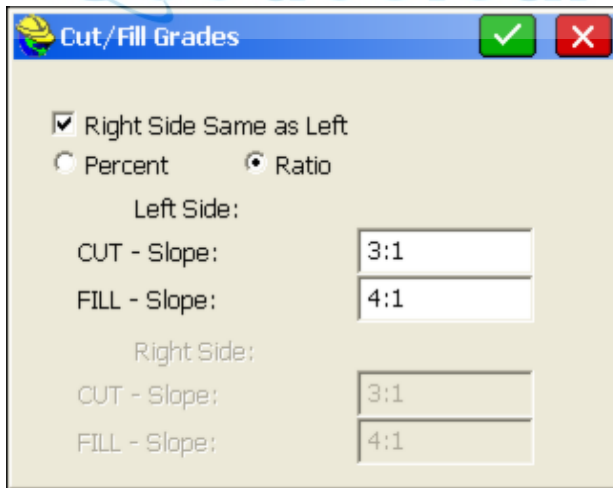 Cut/Fill Grades
Right Side Same as Left
Percent Ratio
Left Side:
CUT - Slope: 3:1
FILL - Slope: 4:1
Right Side:
CUT - Slope: 3:1
FILL - Slope: 4:1